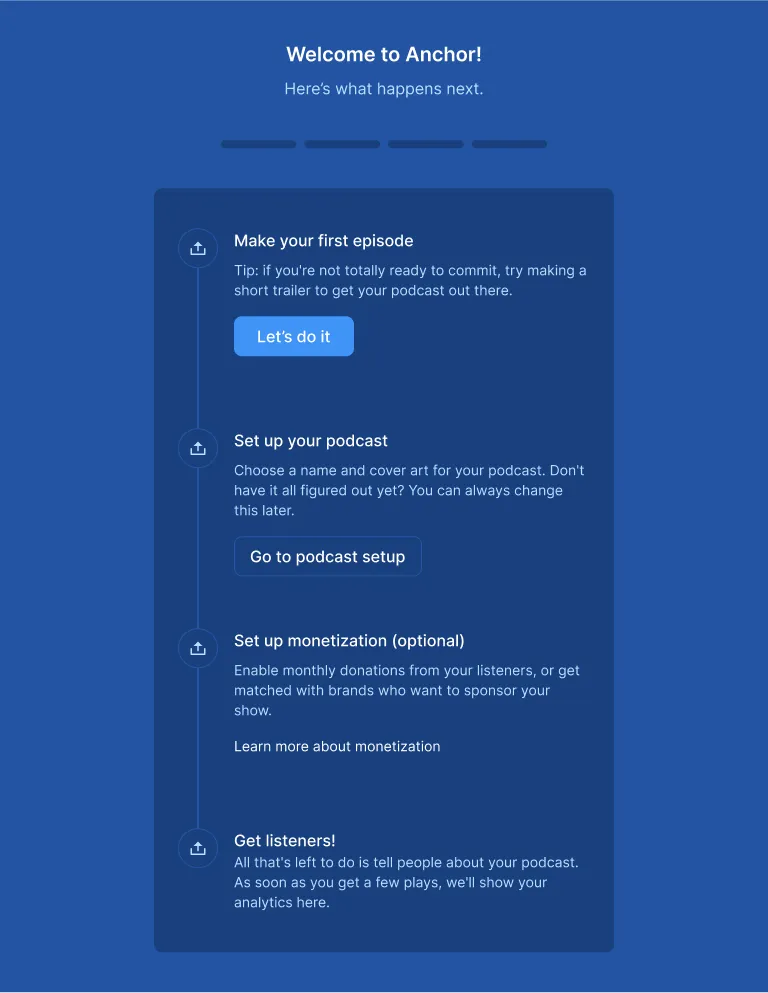 Welcome to Anchor!
Here’s what happens next.
Make your first episode
Tip: if you're not totally ready to commit, try making a
short trailer to get your podcast out there.
Let’s do it
Set up your podcast
Choose a name and cover art for your podcast. Don't
have it all figured out yet? You can always change
this later.
Go to podcast setup
Set up monetization (optional)
Enable monthly donations from your listeners, or get
matched with brands who want to sponsor your
show.
Learn more about monetization
Get listeners!
All that's left to do is tell people about your podcast.
As soon as you get a few plays, we'll show your
analytics here.